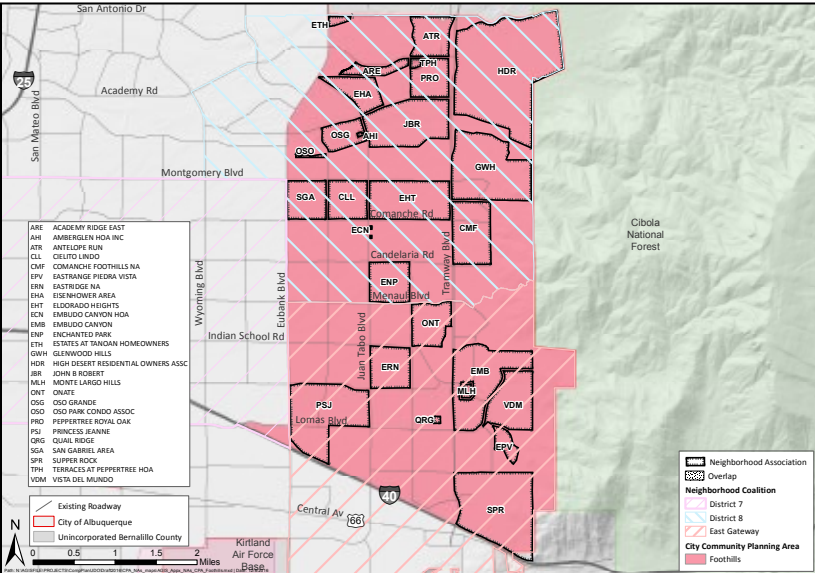 San Antonio Dr
ETH
ATR
TPH
ARE
PRO
HDR
25
Academy Rd
EHA
San Mateo Blvd
JBR
OSG
AHI
OSO
Montgomery Blvd
GWH
SGA
CLL
EHT
Comanche Rd
ECN
CMF
Cibola
National
Forest
Candelaria Rd
Tramway Blvd
Wyoming Blvd
Eubank Blvd
ENP
Menaul Blvd
ONT
Indian School Rd
Juan Tabo Blvd
ERN
EMB
MLH
PSJ
VDM
Lomas Blvd
QRG
EPV
40
SPR
Central Av
66
Kirtland
Air Force
Base
ARE ACADEMY RIDGE EAST
AHI AMBERGLEN HOA INC
ATR ANTELOPE RUN
CLL CIELITO LINDO
CMF COMANCHE FOOTHILLS NA
EPV EASTRANGE PIEDRA VISTA
ERN EASTRIDGE NA
EHA EISENHOWER AREA
EHT ELDORADO HEIGHTS
ECN EMBUDO CANYON HOA
EMB EMBUDO CANYON
ENP ENCHANTED PARK
ETH ESTATES AT TANOAN HOMEOWNERS
GWH GLENWOOD HILLS
HDR HIGH DESERT RESIDENTIAL OWNERS ASSC
JBR JOHN B ROBERT
MLH MONTE LARGO HILLS
ONT ONATE
OSG OSO GRANDE
OSO OSO PARK CONDO ASSOC
PRO PEPPERTREE ROYAL OAK
PSJ PRINCESS JEANNE
QRG QUAIL RIDGE
SGA SAN GABRIEL AREA
SPR SUPPER ROCK
TPH TERRACES AT PEPPERTREE HOA
VDM VISTA DEL MUNDO
Existing Roadway
City of Albuquerque
Unincorporated Bernalillo County
N
0 0.5 1 1.5 2
Miles
Neighborhood Association
Overlap
Neighborhood Coalition
District 7
District 8
East Gateway
City Community Planning Area
Foothills